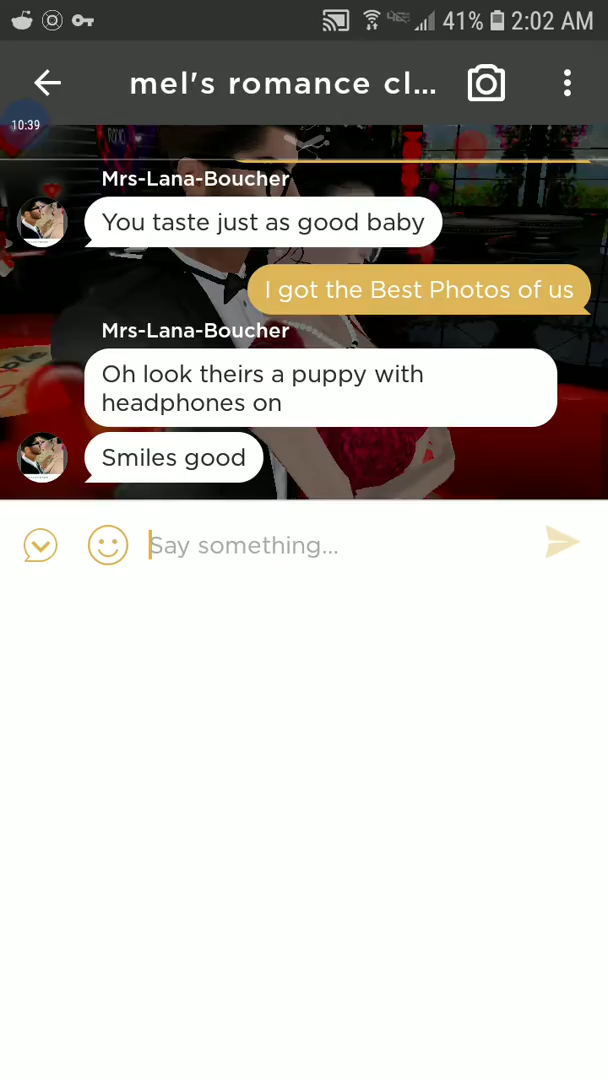 41% 2:02 AM
mel's romance cl...
10:39
Mrs-Lana-Boucher
You taste just as good baby
I got the Best Photos of us
Mrs-Lana-Boucher
Oh look theirs a puppy with
headphones on
Smiles good
Say something...